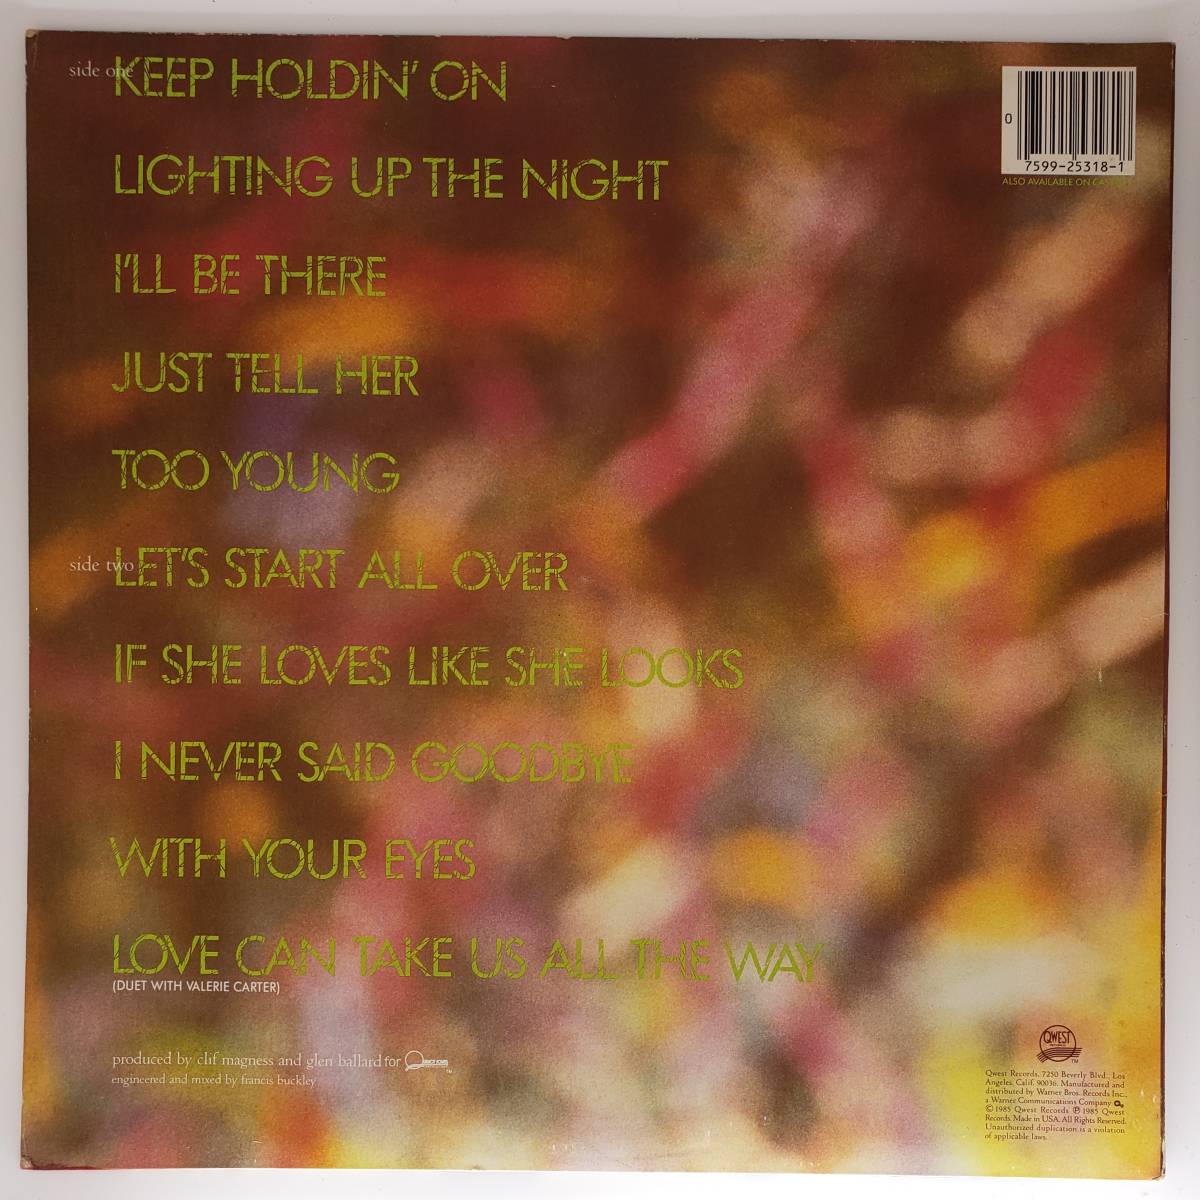 side one
KEEP HOLDIN' ON
LIGHTING UP THE NIGHT
I'LL BE THERE
JUST TELL HER
TOO YOUNG
side two
LET'S START ALL OVER
IF SHE LOVES LIKE SHE LOOKS
I NEVER SAID GOODBYE
WITH YOUR EYES
LOVE CAN TAKE US ALL THE WAY
(DUET WITH VALERIE CARTER)
produced by clif magness and glen ballard for
engineered and mixed by francis buckley
0
7599-25318-1
ALSO AVAILABLE ON
QWEST
TM
Qwest Records, 7250 Beverly Blvd., Los
Angeles, Calif. 90036. Manufactured and
distributed by Warner Bros. Records Inc.,
a Warner Communications Company
© 1985 Qwest Records ℗ 1985 Qwest
Records. Made in U.S.A. All Rights Reserved.
Unauthorized duplication is a violation
of applicable laws.